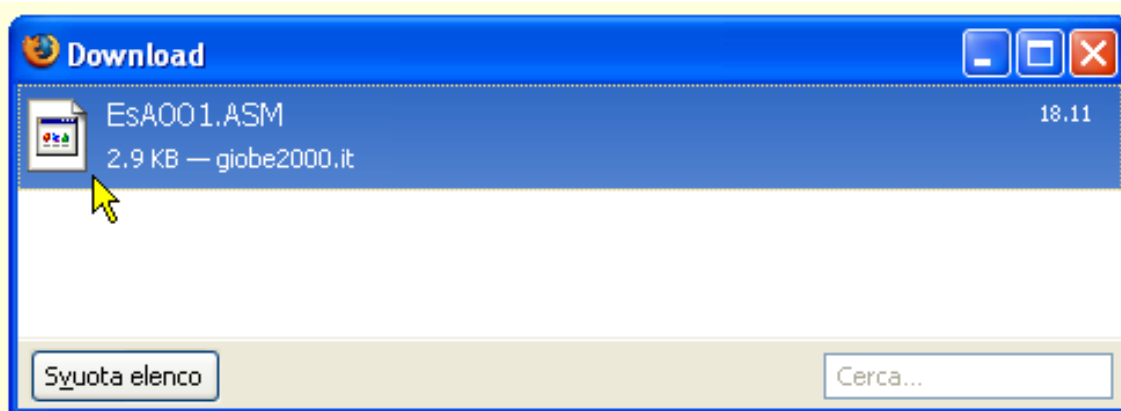 Download
EsA001.ASM
18.11
2.9 KB — giobe2000.it
Svuota elenco
Cerca...